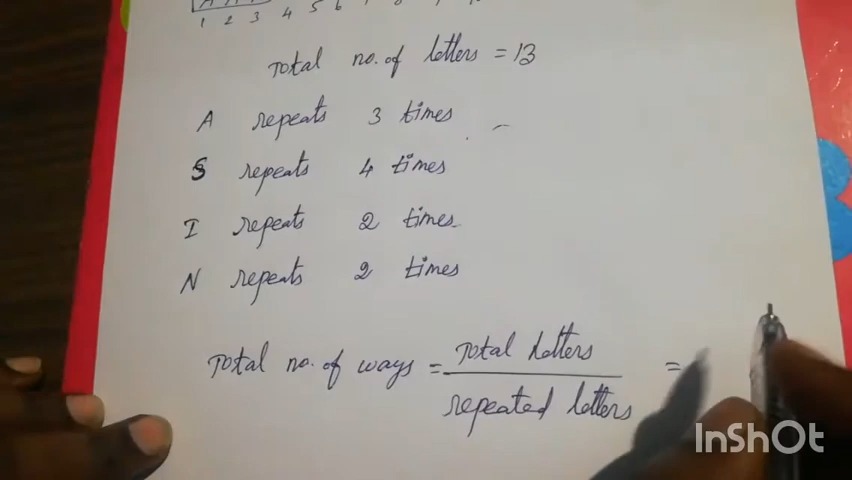 1 2 3 4 5 6
Total no. of letters = 13
A repeats 3 times
S repeats 4 times
I repeats 2 times
N repeats 2 times
Total no. of ways = Total letters =
repeated letters
InShOt